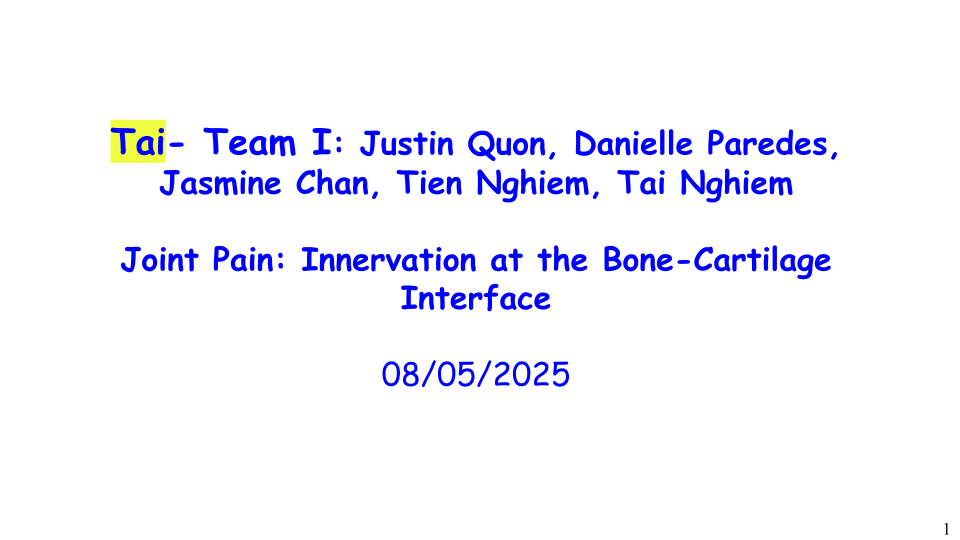 Tai- Team I: Justin Quon, Danielle Paredes,
Jasmine Chan, Tien Nghiem, Tai Nghiem
Joint Pain: Innervation at the Bone-Cartilage
Interface
08/05/2025
1